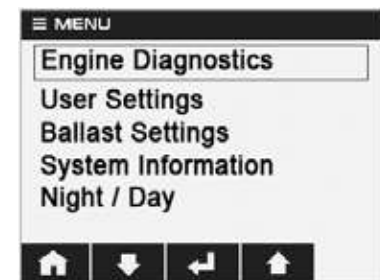 MENU
Engine Diagnostics
User Settings
Ballast Settings
System Information
Night / Day